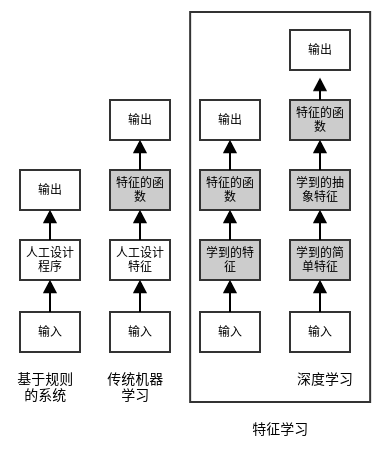 输出
人工设计
程序
输入
基于规则
的系统
输出
特征的函
数
人工设计
特征
输入
传统机器
学习
输出
特征的函
数
学到的特
征
输入
输出
特征的函
数
学到的抽
象特征
学到的简
单特征
输入
深度学习
特征学习